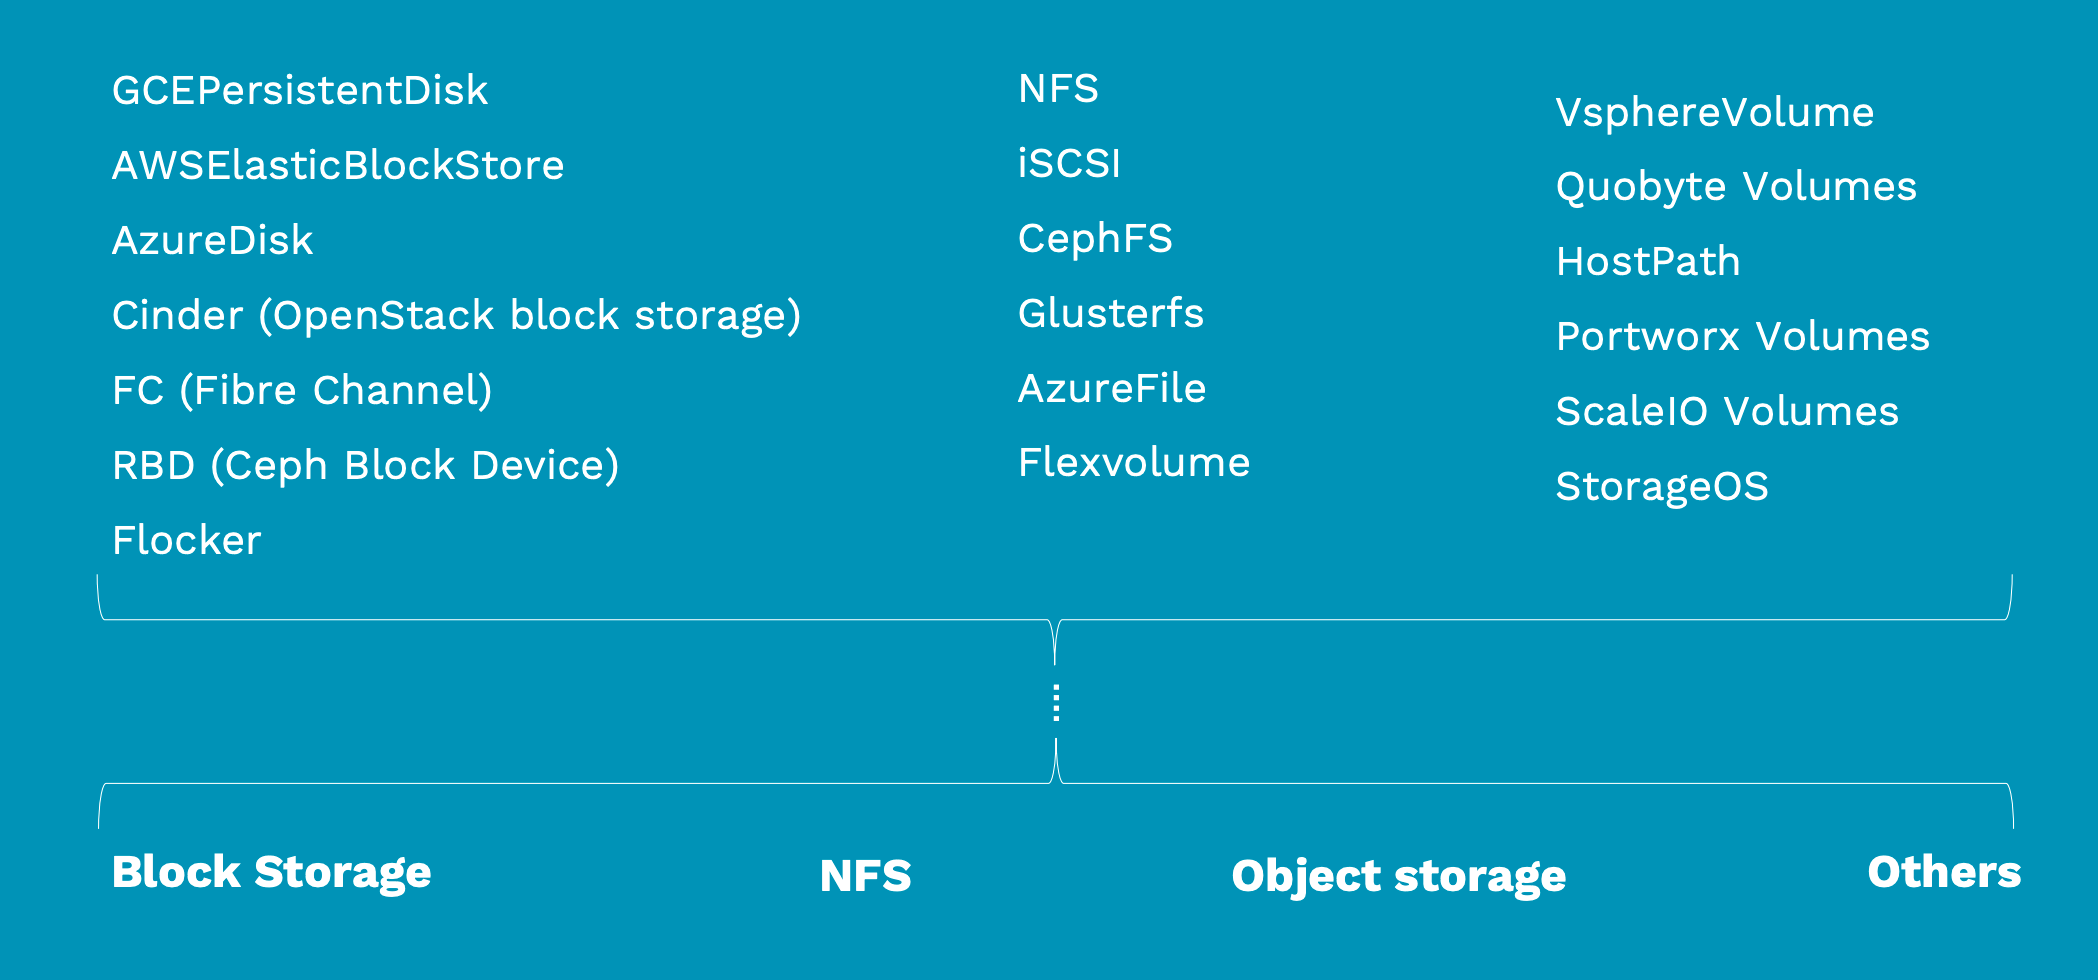 GCEPersistentDisk
AWSElasticBlockStore
AzureDisk
Cinder (OpenStack block storage)
FC (Fibre Channel)
RBD (Ceph Block Device)
Flocker
NFS
iSCSI
CephFS
Glusterfs
AzureFile
Flexvolume
VsphereVolume
Quobyte Volumes
HostPath
Portworx Volumes
ScaleIO Volumes
StorageOS
Block Storage
NFS
Object storage
Others